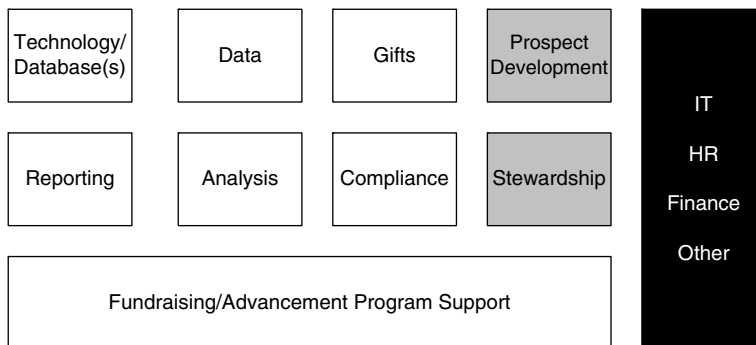 Technology/
Database(s)
Data
Gifts
Prospect
Development
Reporting
Analysis
Compliance
Stewardship
Fundraising/Advancement Program Support
IT
HR
Finance
Other